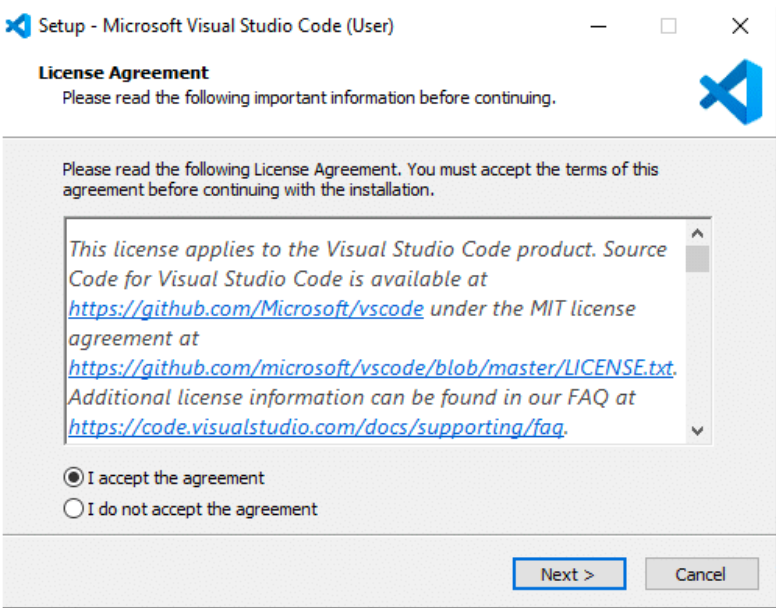 Setup - Microsoft Visual Studio Code (User)
License Agreement
Please read the following important information before continuing.
Please read the following License Agreement. You must accept the terms of this
agreement before continuing with the installation.
This license applies to the Visual Studio Code product. Source
Code for Visual Studio Code is available at
https://github.com/Microsoft/vscode under the MIT license
agreement at
https://github.com/microsoft/vscode/blob/master/LICENSE.txt.
Additional license information can be found in our FAQ at
https://code.visualstudio.com/docs/supporting/faq.
I accept the agreement
I do not accept the agreement
Next >
Cancel